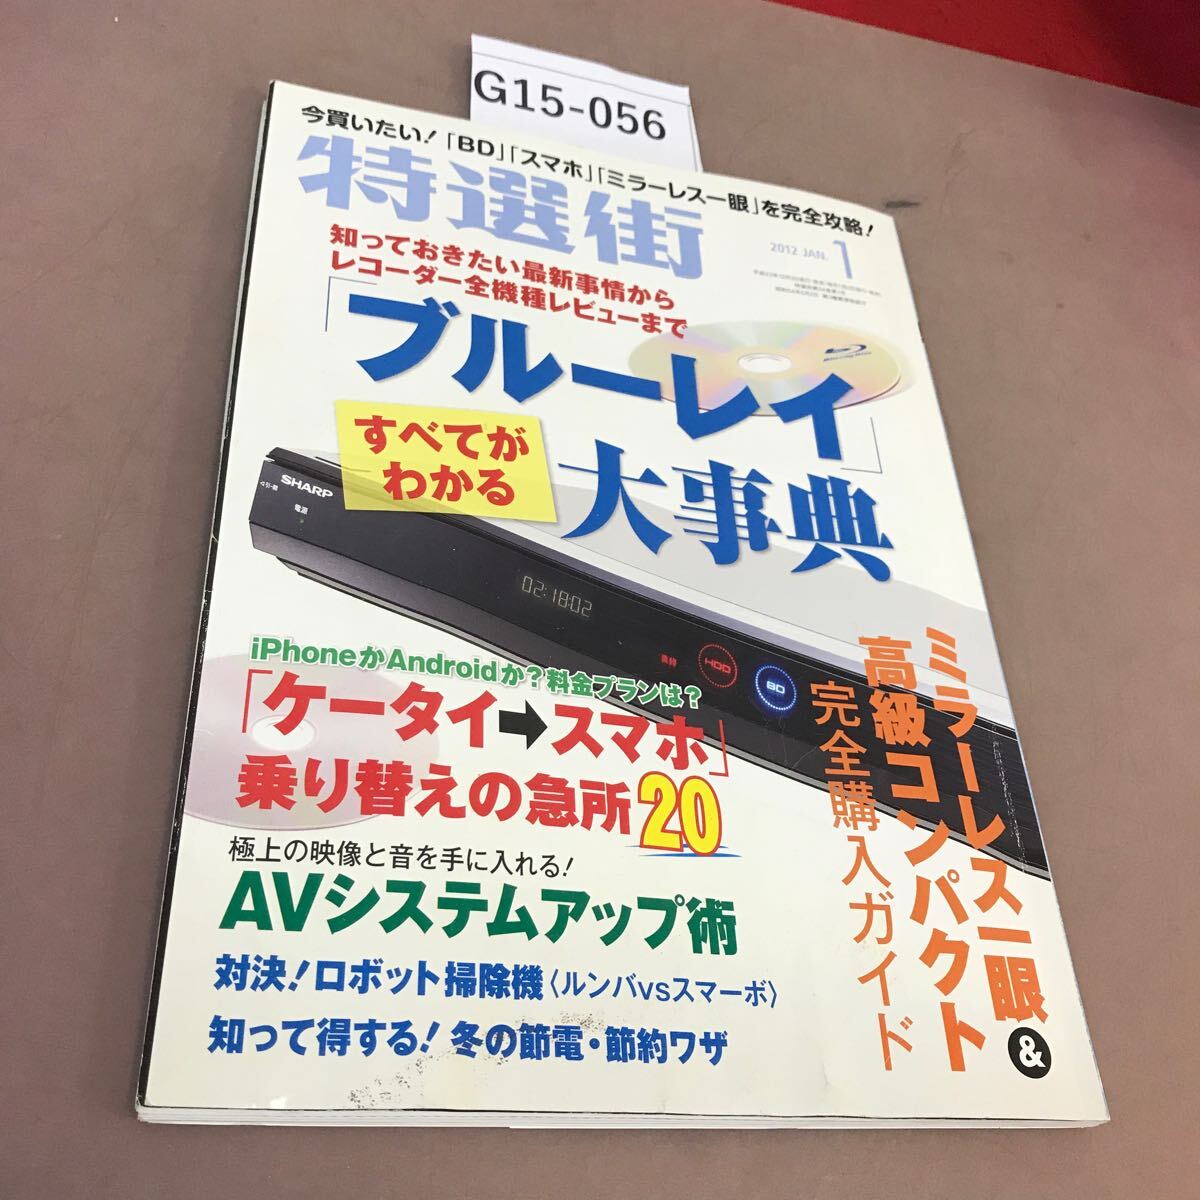 G15-056
今買いたい!「BD」「スマホ」「ミラーレス一眼」を完全攻略!
特選街
2012 JAN. 1
知っておきたい最新事情から
レコーダー全機種レビューまで
「ブルーレイ」
大事典
すべてが
わかる
SHARP
電源
02:18:02
HDD
BD
iPhoneかAndroidか?料金プランは?
「ケータイ➡スマホ」
乗り替えの急所20
極上の映像と音を手に入れる!
AVシステムアップ術
対決!ロボット掃除機〈ルンバvsスマーボ〉
知って得する!冬の節電・節約ワザ
ミラーレス一眼&
高級コンパクト
完全購入ガイド